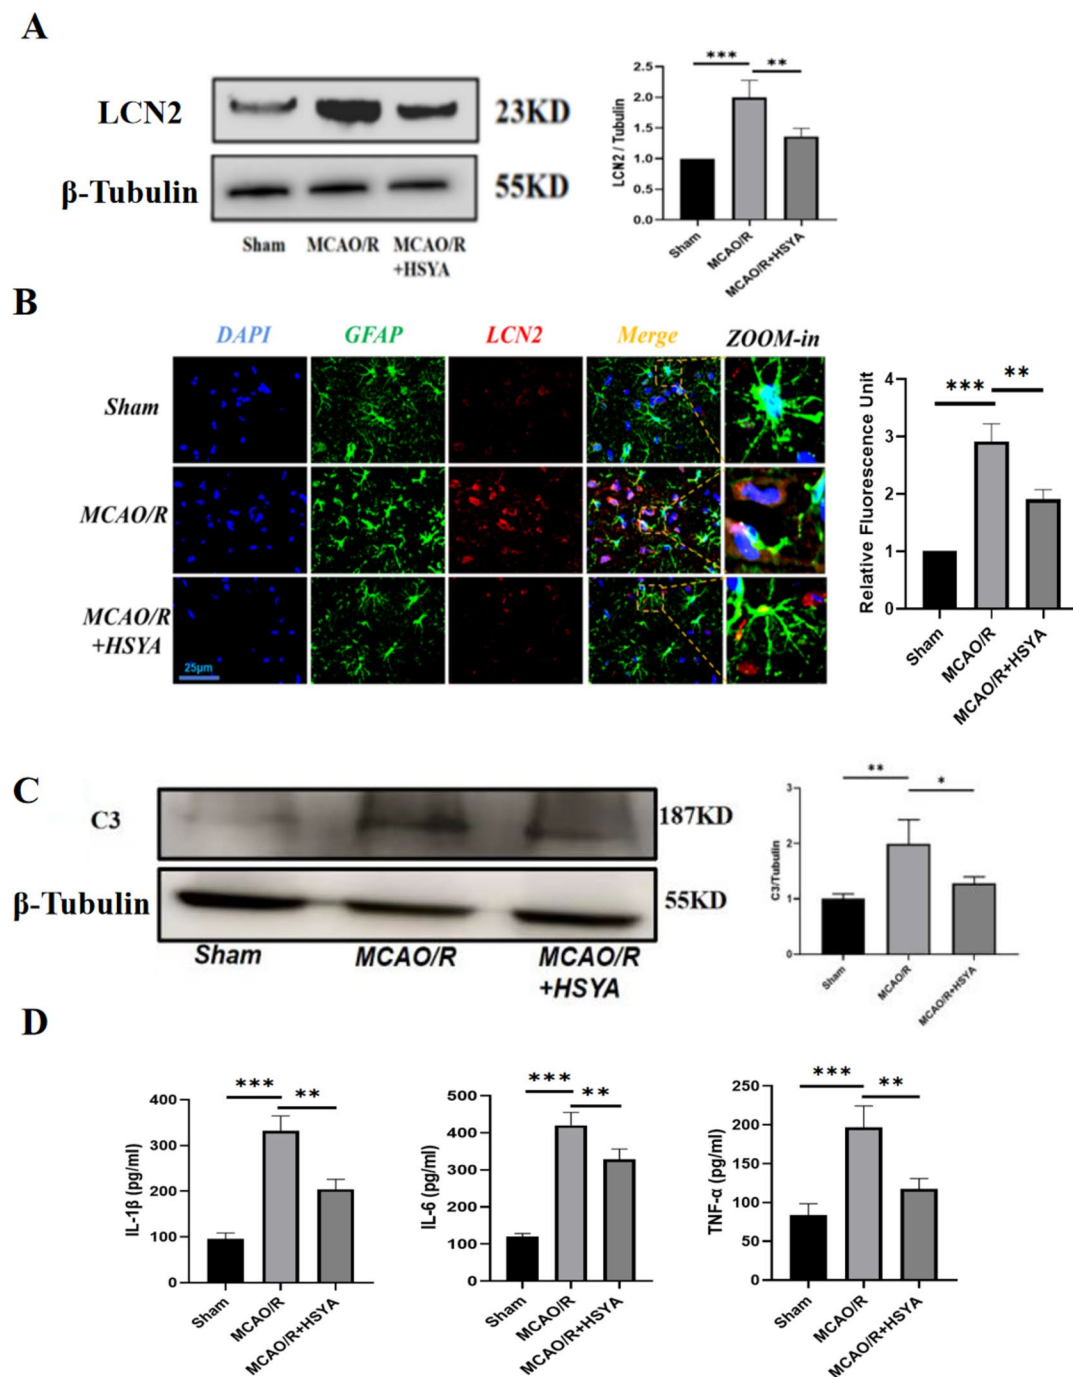 A
LCN2
23KD
β-Tubulin
55KD
Sham
MCAO/R
MCAO/R
+HSYA
LCN2 / Tubulin
2.5
2.0
1.5
1.0
0.5
0.0
***
**
Sham
MCAO/R
MCAO/R+HSYA
B
DAPI
GFAP
LCN2
Merge
ZOOM-in
Sham
MCAO/R
MCAO/R
+HSYA
25μm
Relative Fluorescence Unit
4
3
2
1
0
***
**
Sham
MCAO/R
MCAO/R+HSYA
C
C3
187KD
β-Tubulin
55KD
Sham
MCAO/R
MCAO/R
+HSYA
C3/Tubulin
3
2
1
0
**
*
Sham
MCAO/R
MCAO/R+HSYA
D
IL-1β (pg/ml)
400
300
200
100
0
***
**
Sham
MCAO/R
MCAO/R+HSYA
IL-6 (pg/ml)
500
400
300
200
100
0
***
**
Sham
MCAO/R
MCAO/R+HSYA
TNF-α (pg/ml)
250
200
150
100
50
0
***
**
Sham
MCAO/R
MCAO/R+HSYA